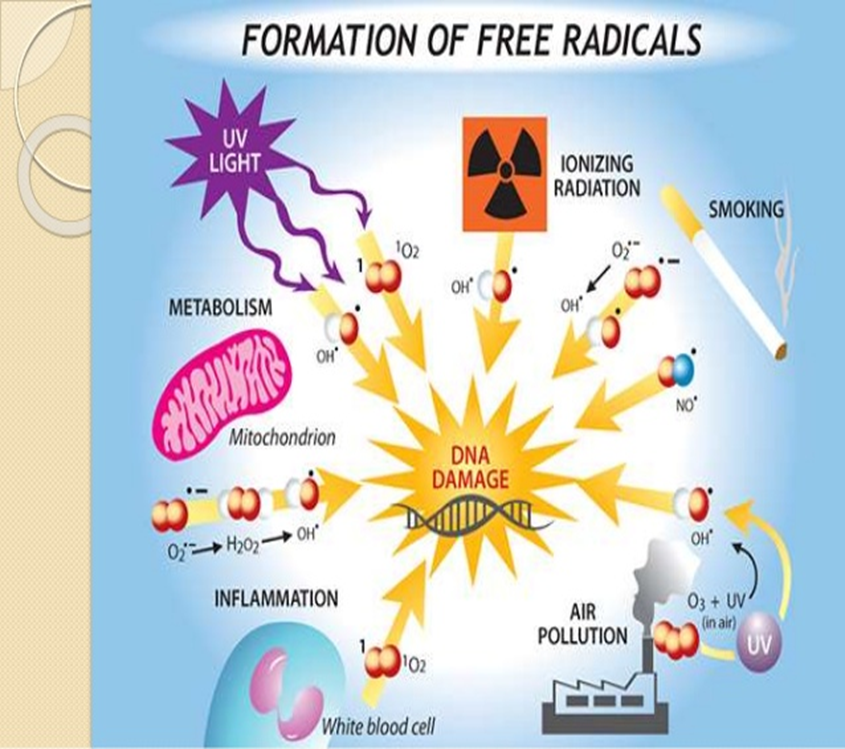 FORMATION OF FREE RADICALS
UV
LIGHT
1
¹O₂
OH•
IONIZING
RADIATION
OH•
SMOKING
O₂•–
•–
OH•
NO•
METABOLISM
Mitochondrion
•–
O₂•– → H₂O₂ → OH•
DNA
DAMAGE
OH•
INFLAMMATION
1
¹O₂
White blood cell
AIR
POLLUTION
O₃ + UV
(in air)
UV